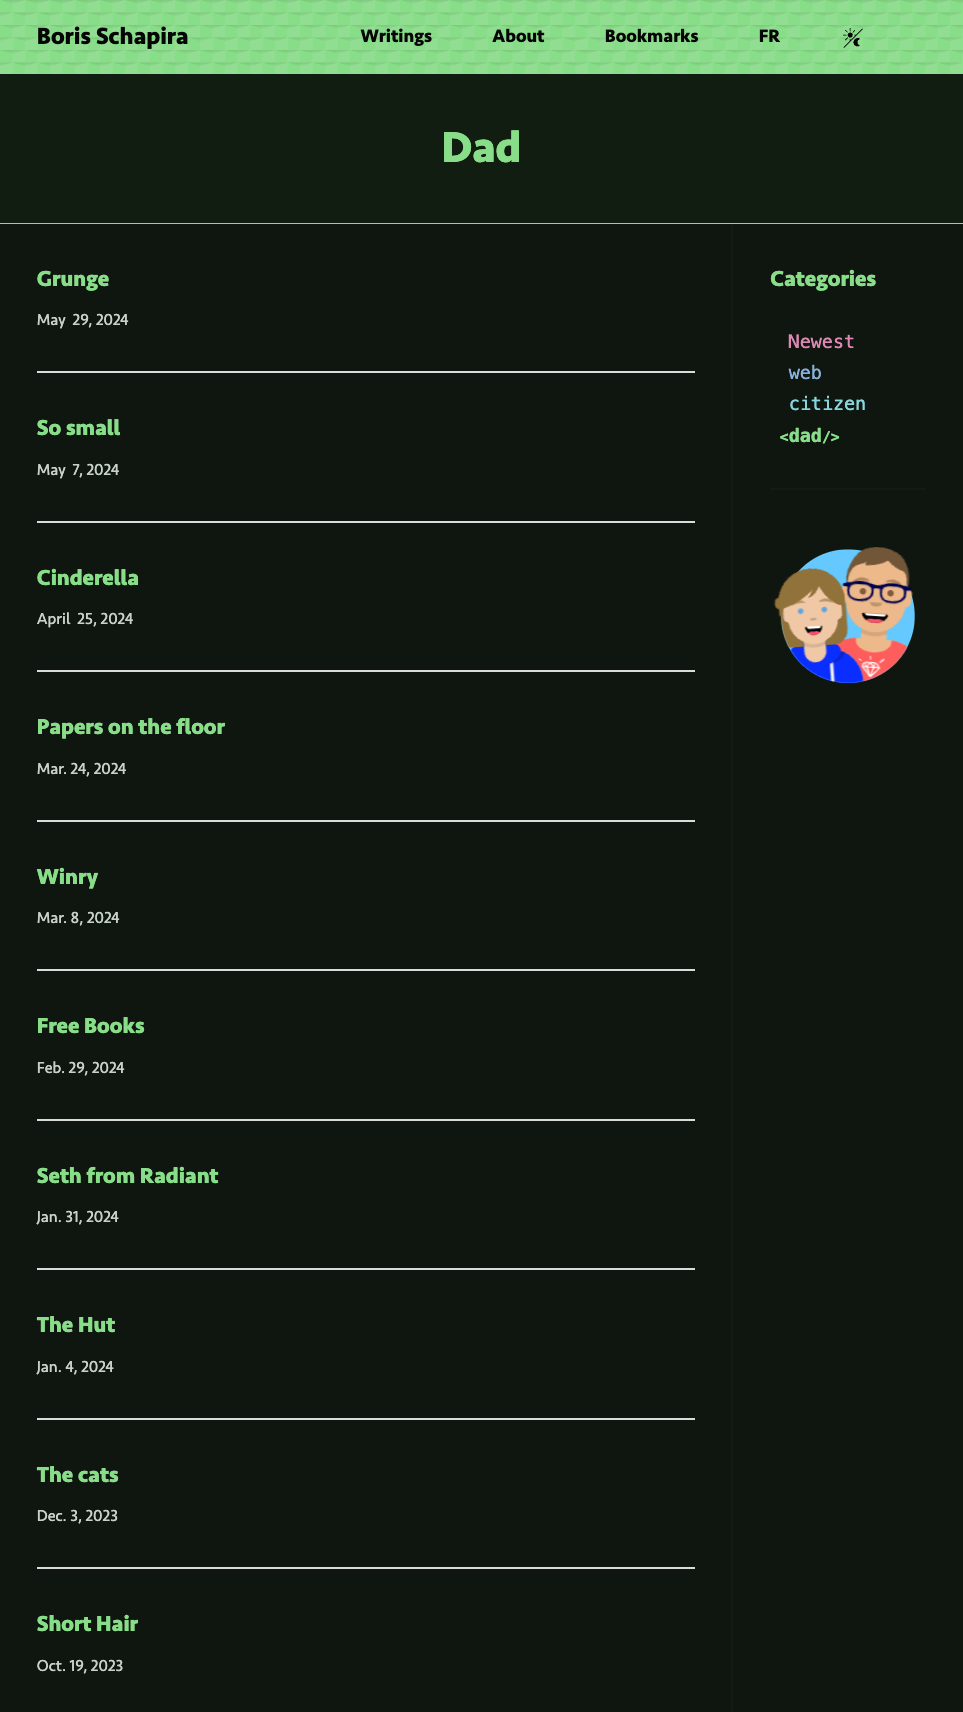 Boris Schapira
Writings
About
Bookmarks
FR
Dad
Grunge
May 29, 2024
So small
May 7, 2024
Cinderella
April 25, 2024
Papers on the floor
Mar. 24, 2024
Winry
Mar. 8, 2024
Free Books
Feb. 29, 2024
Seth from Radiant
Jan. 31, 2024
The Hut
Jan. 4, 2024
The cats
Dec. 3, 2023
Short Hair
Oct. 19, 2023
Categories
Newest
web
citizen
<dad/>